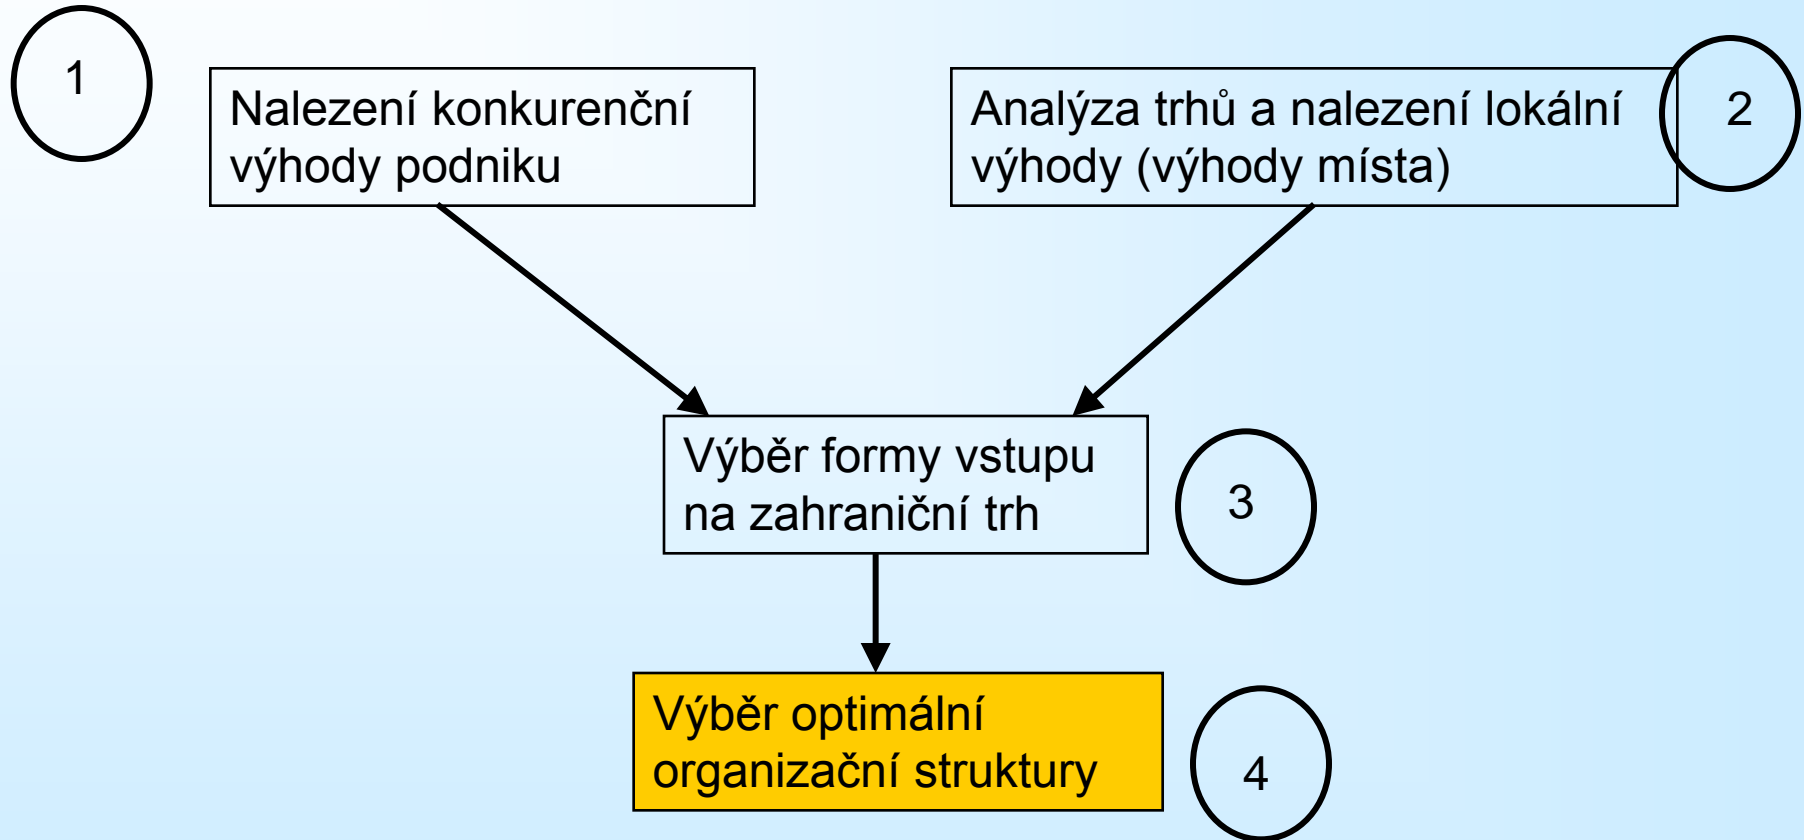 1
Nalezení konkurenční
výhody podniku
Analýza trhů a nalezení lokální
výhody (výhody místa)
2
Výběr formy vstupu
na zahraniční trh
3
Výběr optimální
organizační struktury
4